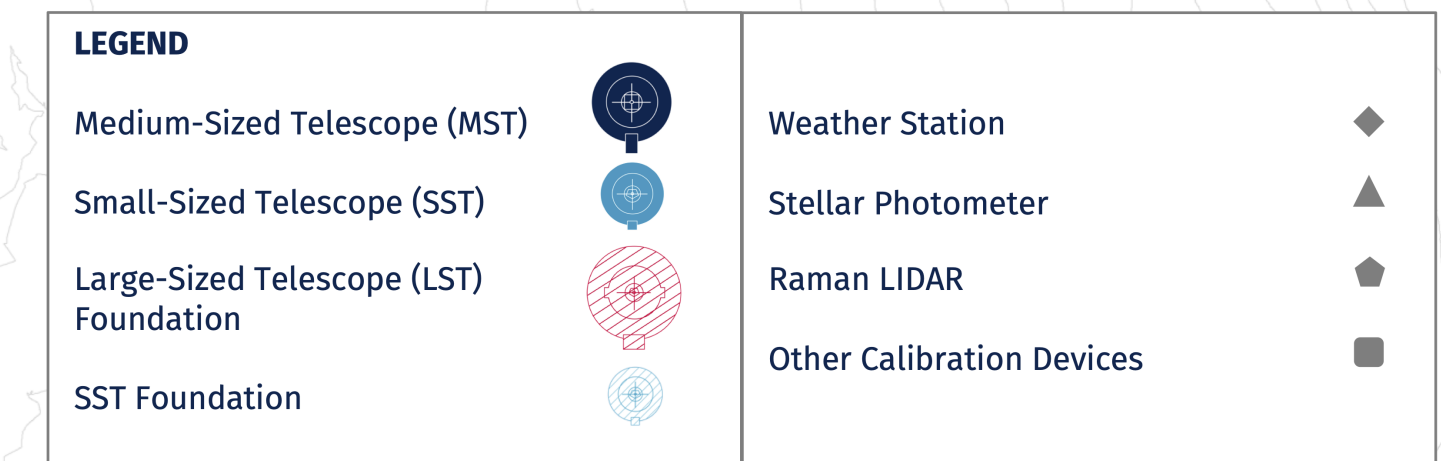 LEGEND
Medium-Sized Telescope (MST)
Small-Sized Telescope (SST)
Large-Sized Telescope (LST)
Foundation
SST Foundation
Weather Station
Stellar Photometer
Raman LIDAR
Other Calibration Devices